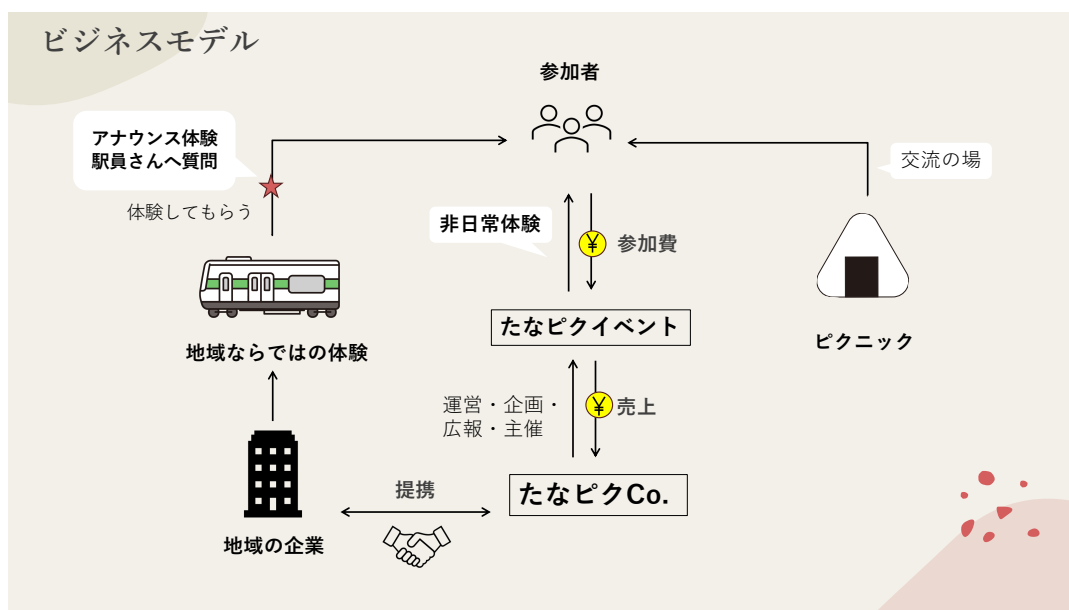 ビジネスモデル
参加者
アナウンス体験
駅員さんへ質問
体験してもらう
交流の場
非日常体験
¥ 参加費
たなピクイベント
地域ならではの体験
ピクニック
運営・企画・
広報・主催
¥ 売上
たなピクCo.
提携
地域の企業